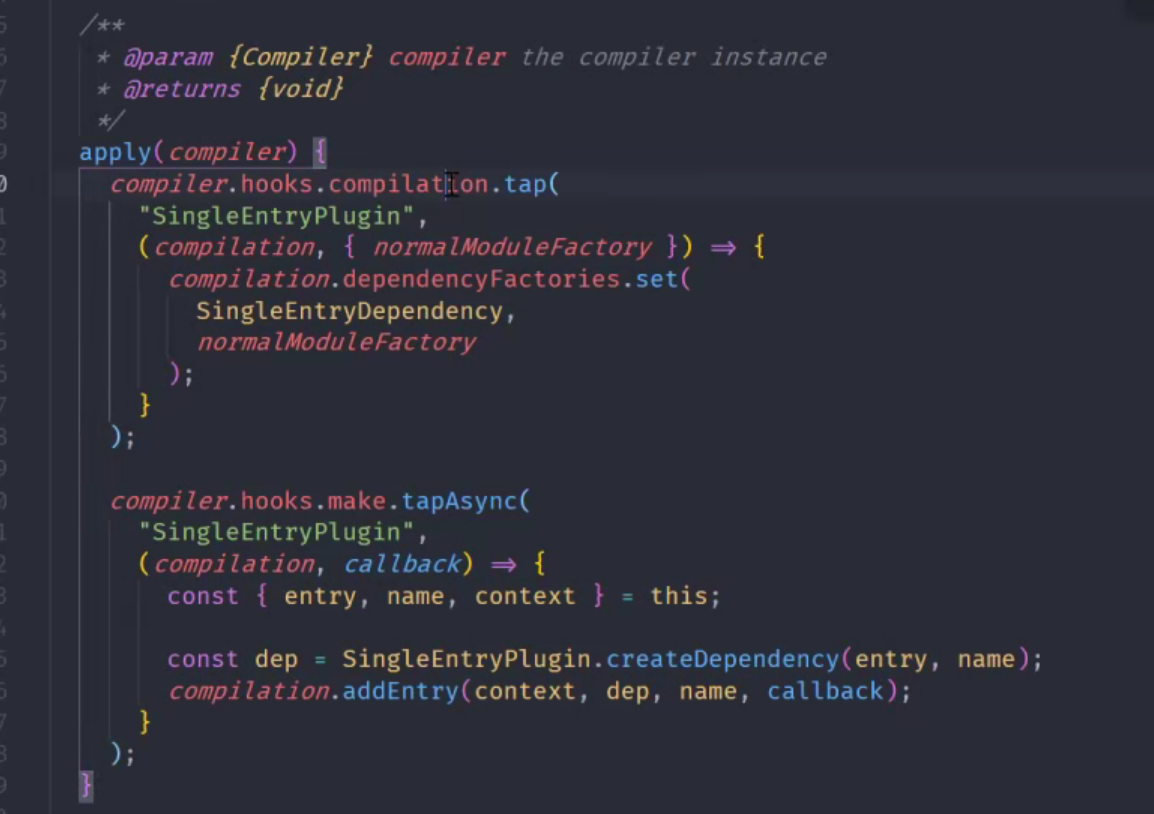 /**
* @param {Compiler} compiler the compiler instance
* @returns {void}
*/
apply(compiler) {
compiler.hooks.compilation.tap(
"SingleEntryPlugin",
(compilation, { normalModuleFactory }) => {
compilation.dependencyFactories.set(
SingleEntryDependency,
normalModuleFactory
);
}
);
compiler.hooks.make.tapAsync(
"SingleEntryPlugin",
(compilation, callback) => {
const { entry, name, context } = this;
const dep = SingleEntryPlugin.createDependency(entry, name);
compilation.addEntry(context, dep, name, callback);
}
);
}